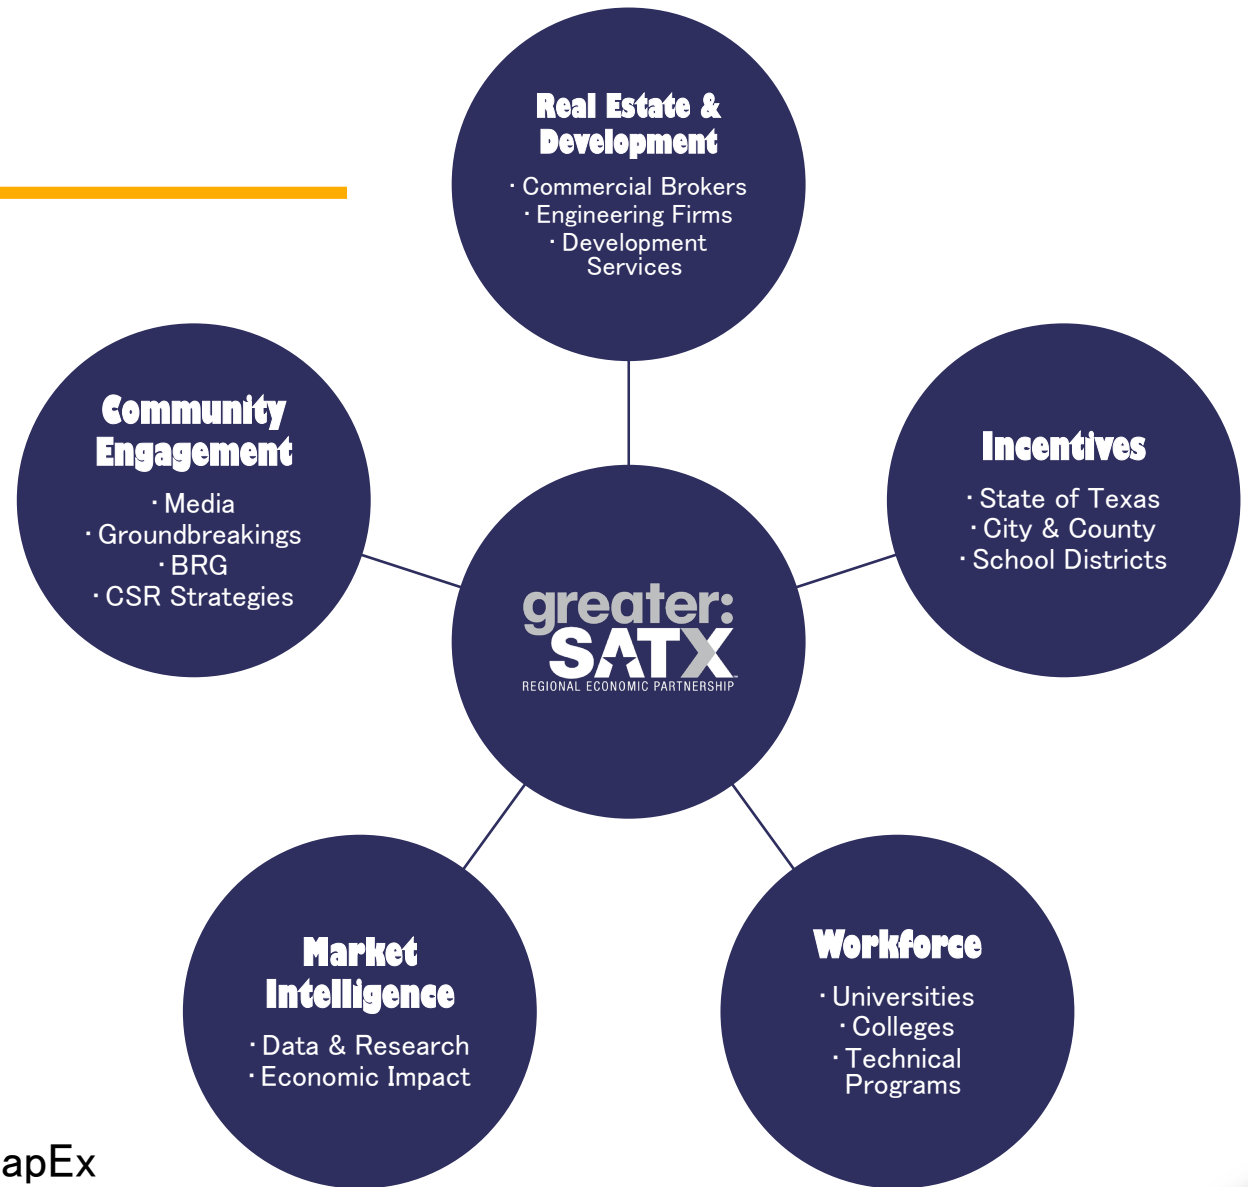 Real Estate &
Development
· Commercial Brokers
· Engineering Firms
· Development
Services
Community
Engagement
· Media
· Groundbreakings
· BRG
· CSR Strategies
Incentives
· State of Texas
· City & County
· School Districts
greater:
SATX
REGIONAL ECONOMIC PARTNERSHIP
Market
Intelligence
· Data & Research
· Economic Impact
Workforce
· Universities
· Colleges
· Technical
Programs
apEx